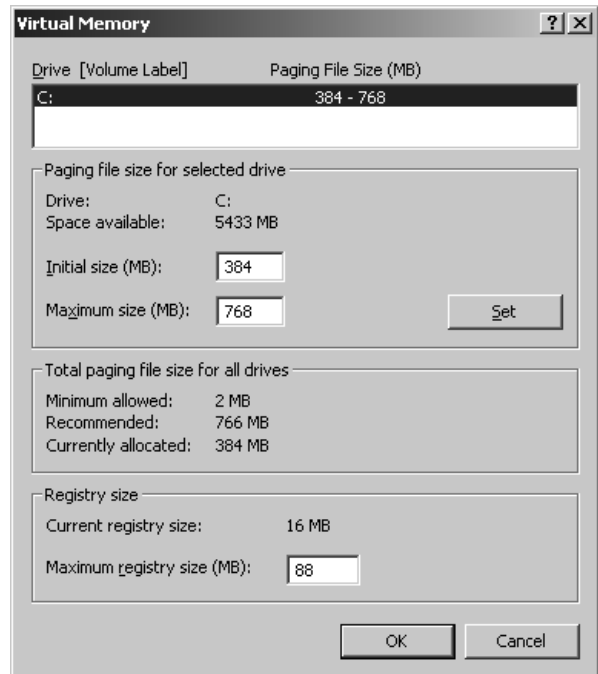 Virtual Memory
Drive [Volume Label] Paging File Size (MB)
C: 384 - 768
Paging file size for selected drive
Drive: C:
Space available: 5433 MB
Initial size (MB): 384
Maximum size (MB): 768 Set
Total paging file size for all drives
Minimum allowed: 2 MB
Recommended: 766 MB
Currently allocated: 384 MB
Registry size
Current registry size: 16 MB
Maximum registry size (MB): 88
OK Cancel